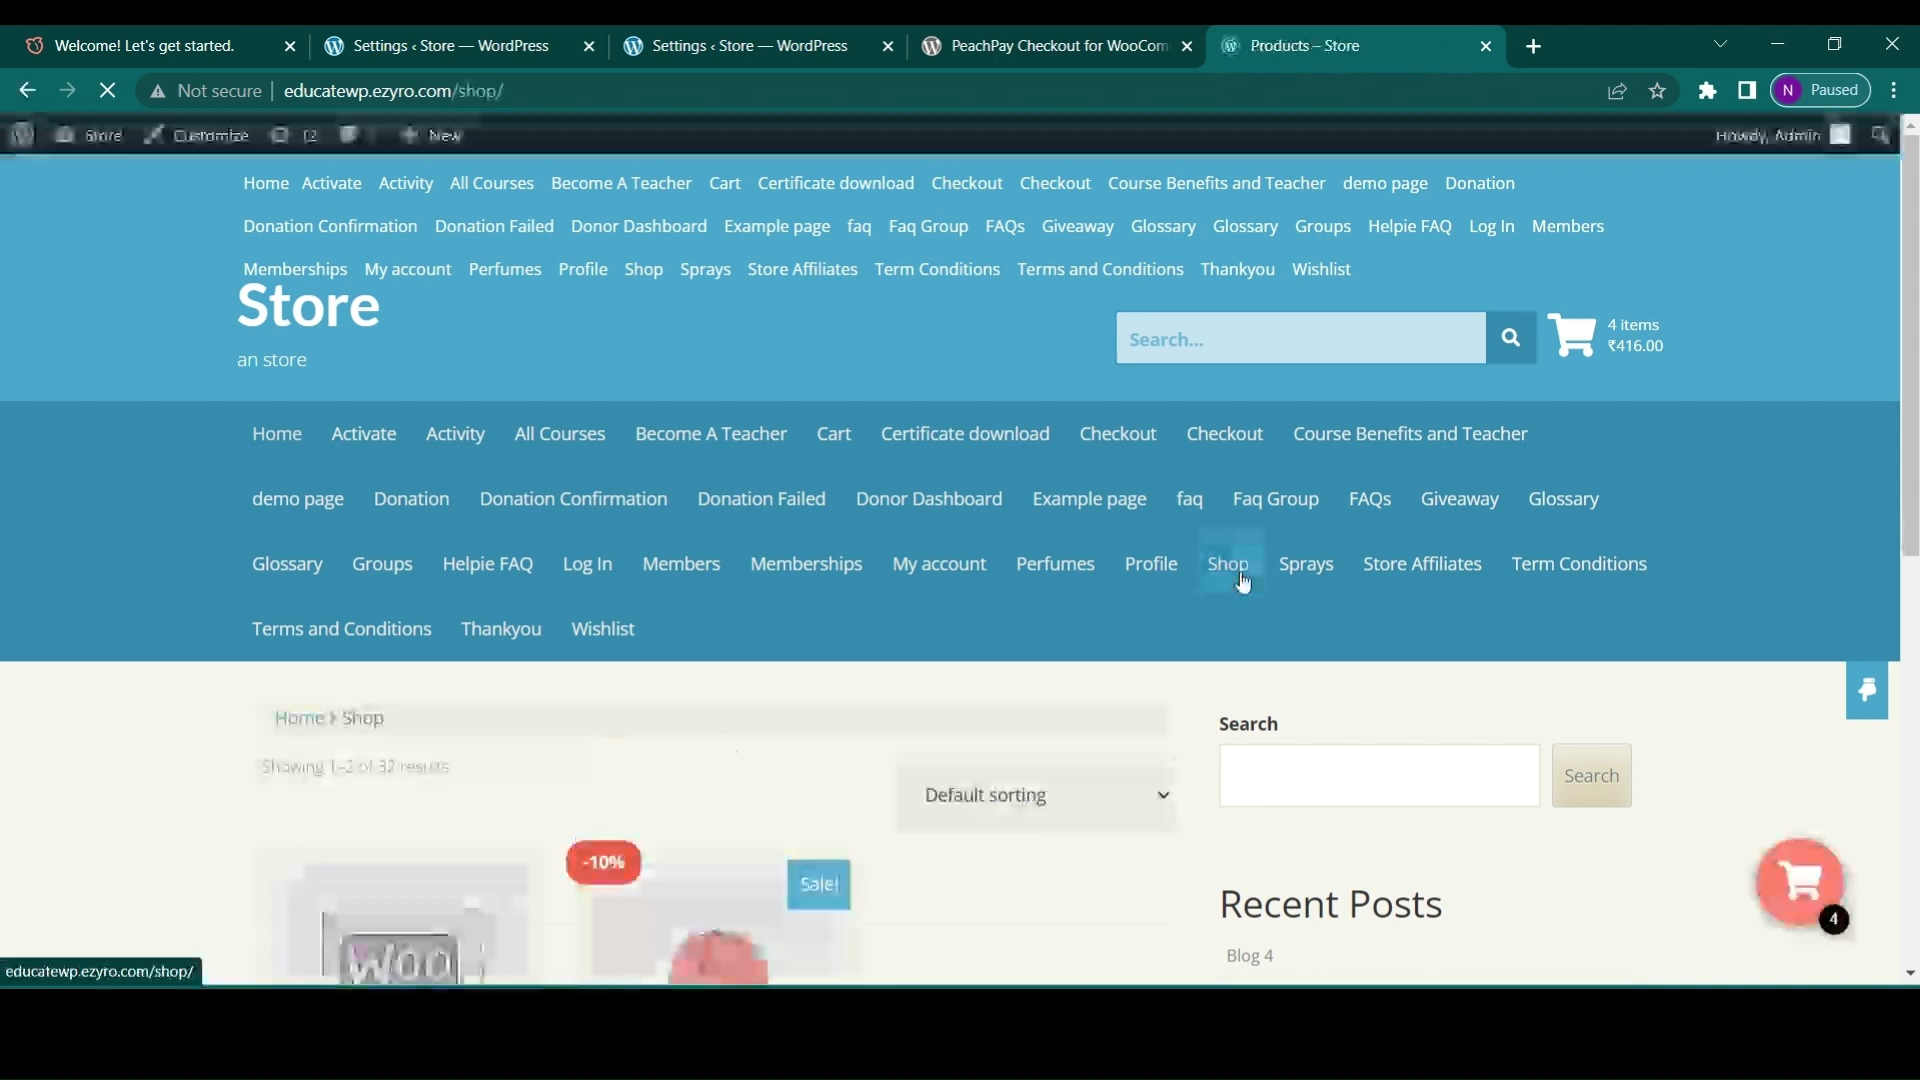 Welcome! Let's get started.
Settings ‹ Store — WordPress
Settings ‹ Store — WordPress
PeachPay Checkout for WooCom
Products – Store
Not secure
educatewp.ezyro.com/shop/
N
Paused
Store
Customize
12
New
Howdy, Admin
Home Activate Activity All Courses Become A Teacher Cart Certificate download Checkout Checkout Course Benefits and Teacher demo page Donation
Donation Confirmation Donation Failed Donor Dashboard Example page faq Faq Group FAQs Giveaway Glossary Glossary Groups Helpie FAQ Log In Members
Memberships My account Perfumes Profile Shop Sprays Store Affiliates Term Conditions Terms and Conditions Thankyou Wishlist
Store
an store
Search...
4 items
₹416.00
Home Activate Activity All Courses Become A Teacher Cart Certificate download Checkout Checkout Course Benefits and Teacher
demo page Donation Donation Confirmation Donation Failed Donor Dashboard Example page faq Faq Group FAQs Giveaway Glossary
Glossary Groups Helpie FAQ Log In Members Memberships My account Perfumes Profile Shop Sprays Store Affiliates Term Conditions
Terms and Conditions Thankyou Wishlist
Home › Shop
Showing 1–2 of 32 results
Default sorting
Search
Search
-10%
Sale!
WOO
Recent Posts
Blog 4
4
educatewp.ezyro.com/shop/